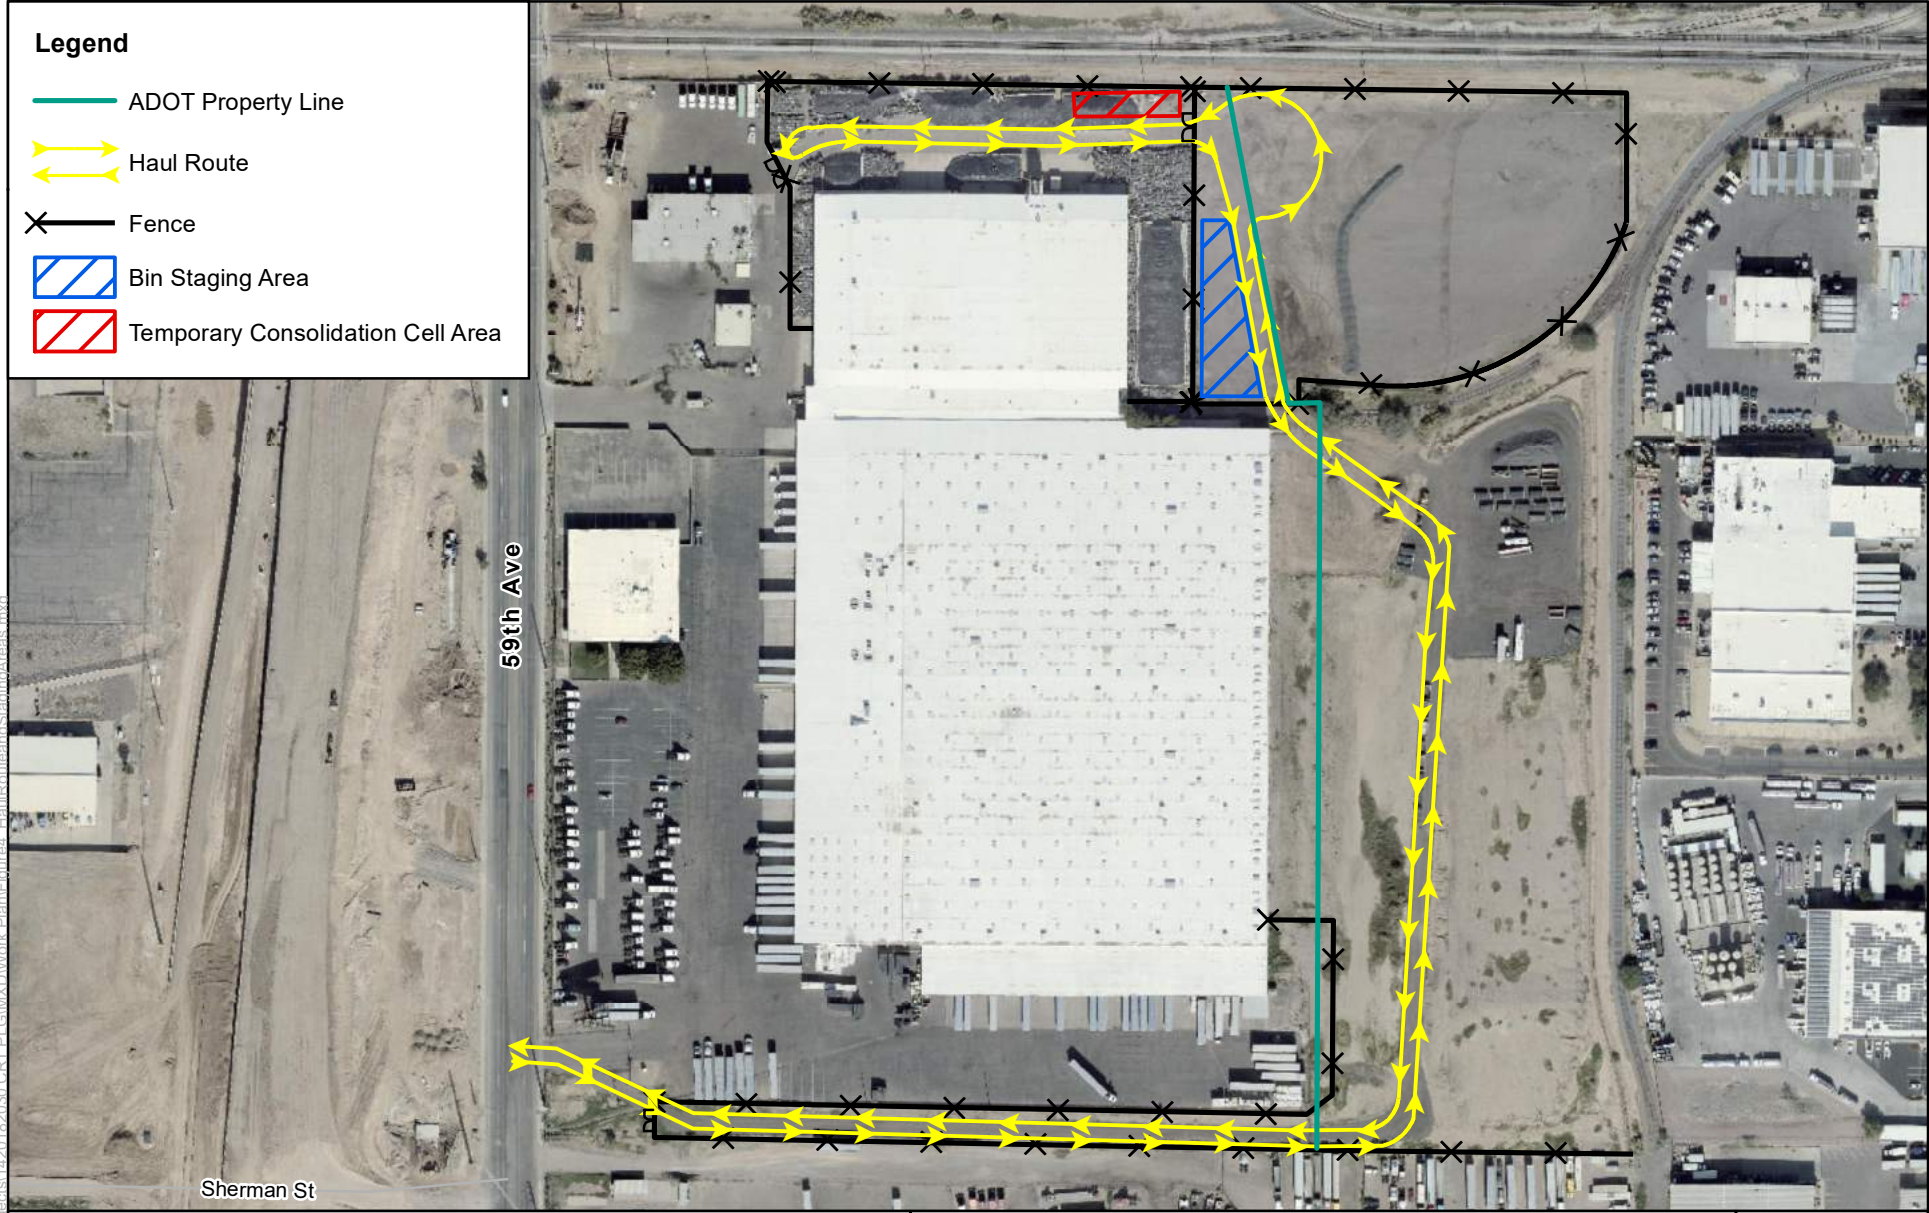 Legend
ADOT Property Line
Haul Route
Fence
Bin Staging Area
Temporary Consolidation Cell Area
59th Ave
Sherman St